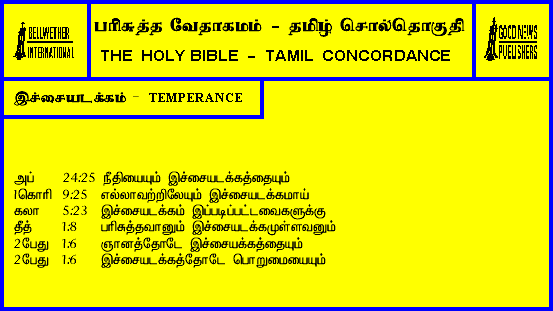 BELLWETHER
INTERNATIONAL
பரிசுத்த வேதாகமம் - தமிழ் சொல்தொகுதி
THE HOLY BIBLE - TAMIL CONCORDANCE
GOOD NEWS
PUBLISHERS
இச்சையடக்கம் - TEMPERANCE
அப் 24:25 நீதியையும் இச்சையடக்கத்தையும்
1கொரி 9:25 எல்லாவற்றிலேயும் இச்சையடக்கமாய்
கலா 5:23 இச்சையடக்கம் இப்படிப்பட்டவைகளுக்கு
தீத் 1:8 பரிசுத்தவானும் இச்சையடக்கமுள்ளவனும்
2பேது 1:6 ஞானத்தோடே இச்சையக்கத்தையும்
2பேது 1:6 இச்சையடக்கத்தோடே பொறுமையையும்